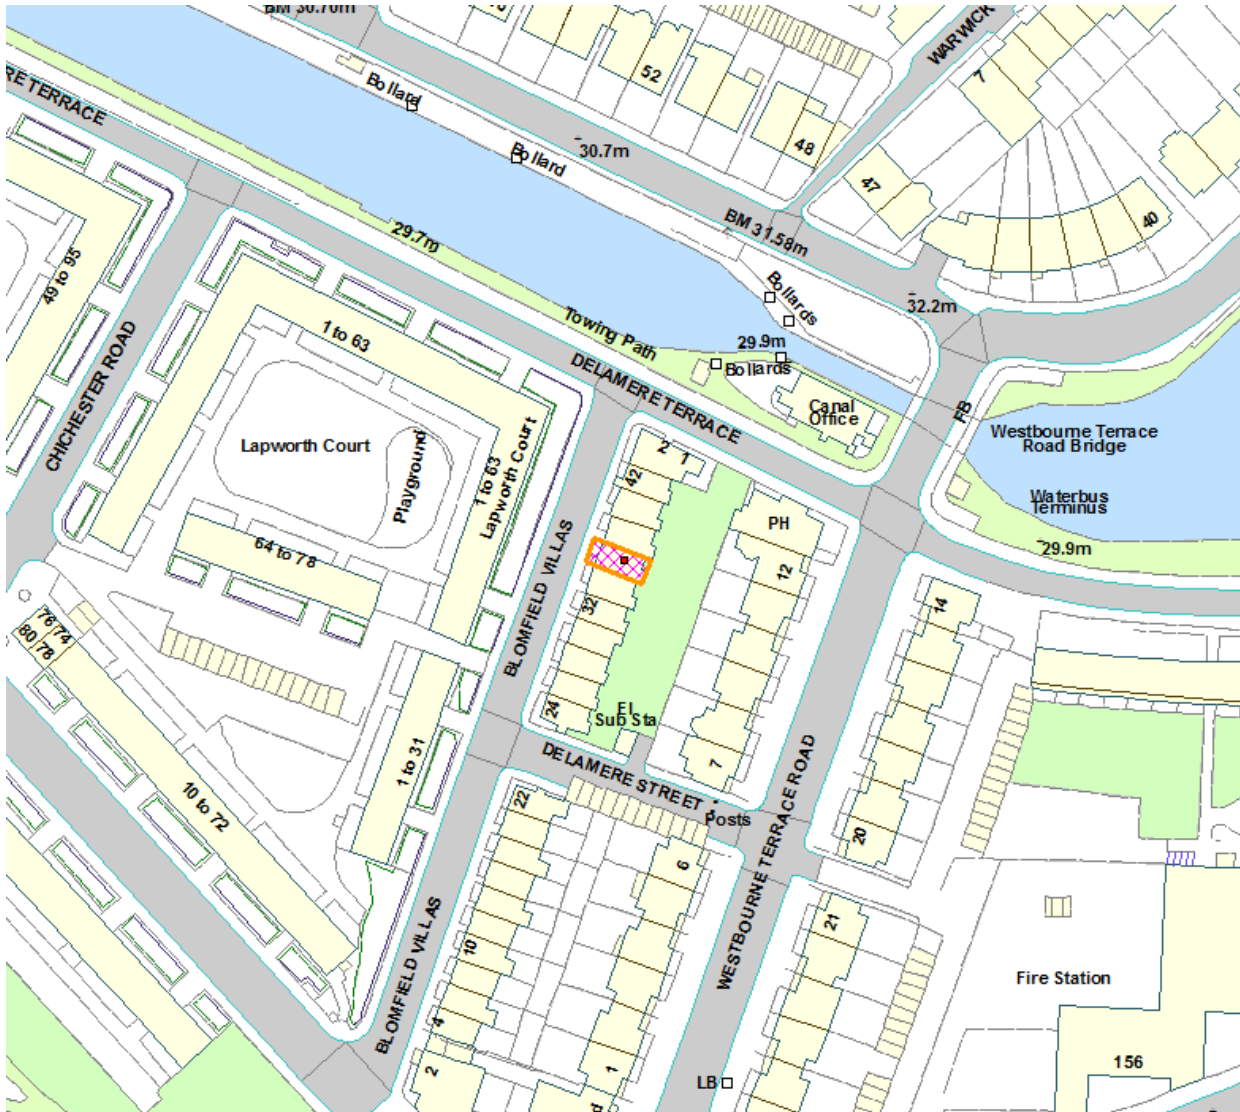 BM 30.70m
52
WARWICK
7
Bollard
RE TERRACE
30.7m
48
Bollard
47
40
BM 31.58m
29.7m
49 to 95
Bollards
32.2m
1 to 63
Towing Path
29.9m
Bollards
DELAMERE TERRACE
CHICHESTER ROAD
Canal
Office
FB
Westbourne Terrace
Road Bridge
Lapworth Court
Playground
1 to 63
Lapworth Court
2
1
42
Waterbus
Terminus
PH
29.9m
64 to 78
BLOMFIELD VILLAS
12
32
14
76
74
80
78
24
El
Sub Sta
7
1 to 31
DELAMERE STREET
Posts
WESTBOURNE TERRACE ROAD
10 to 72
22
20
6
21
BLOMFIELD VILLAS
10
Fire Station
4
2
1
LB
156